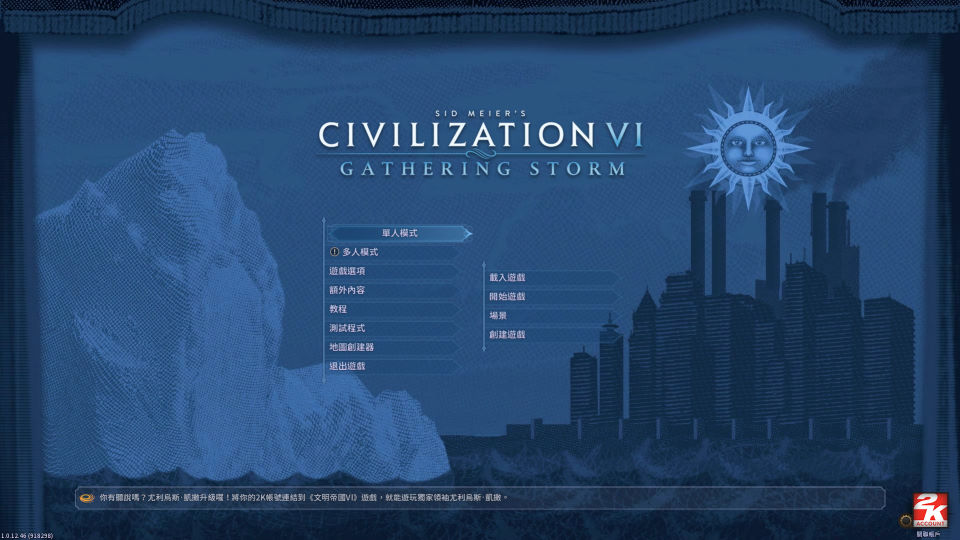 SID MEIER'S
CIVILIZATION VI
GATHERING STORM
單人模式
多人模式
遊戲選項
額外內容
教程
測試程式
地圖創建器
退出遊戲
載入遊戲
開始遊戲
場景
創建遊戲
你有聽說嗎？尤利烏斯·凱撒升級囉！將你的2K帳號連結到《文明帝國VI》遊戲，就能遊玩獨家領袖尤利烏斯·凱撒。
2K
ACCOUNT
關聯帳戶
1.0.12.46 (918298)